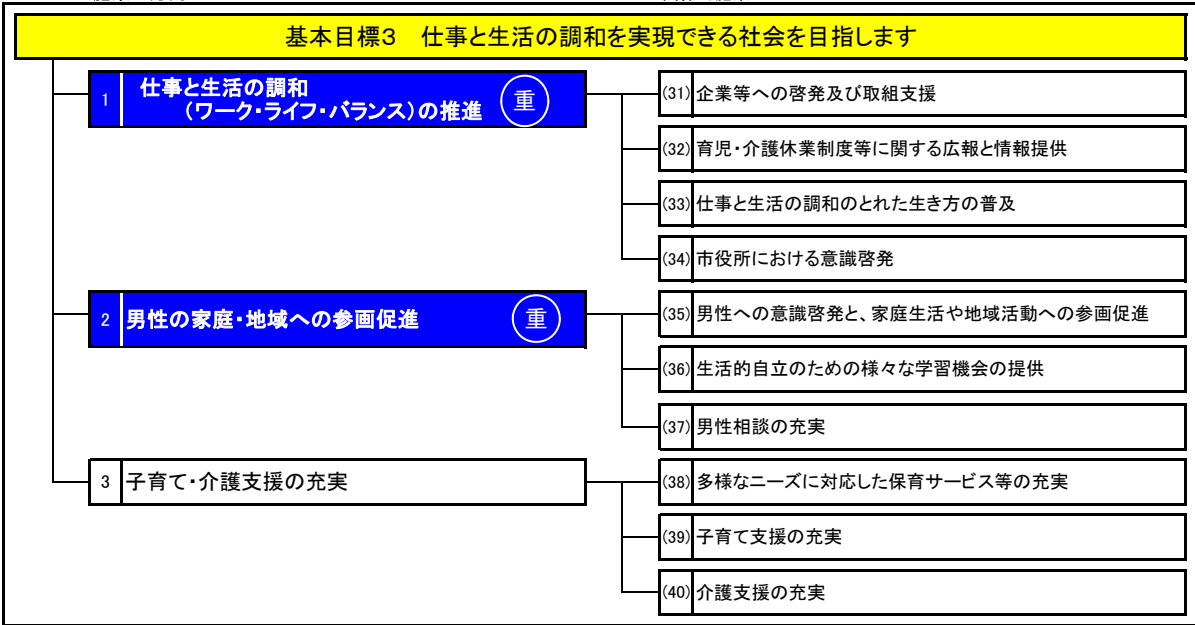 基本目標3 仕事と生活の調和を実現できる社会を目指します
1 仕事と生活の調和
(ワーク・ライフ・バランス)の推進 重
(31) 企業等への啓発及び取組支援
(32) 育児・介護休業制度等に関する広報と情報提供
(33) 仕事と生活の調和のとれた生き方の普及
(34) 市役所における意識啓発
2 男性の家庭・地域への参画促進 重
(35) 男性への意識啓発と、家庭生活や地域活動への参画促進
(36) 生活的自立のための様々な学習機会の提供
(37) 男性相談の充実
3 子育て・介護支援の充実
(38) 多様なニーズに対応した保育サービス等の充実
(39) 子育て支援の充実
(40) 介護支援の充実